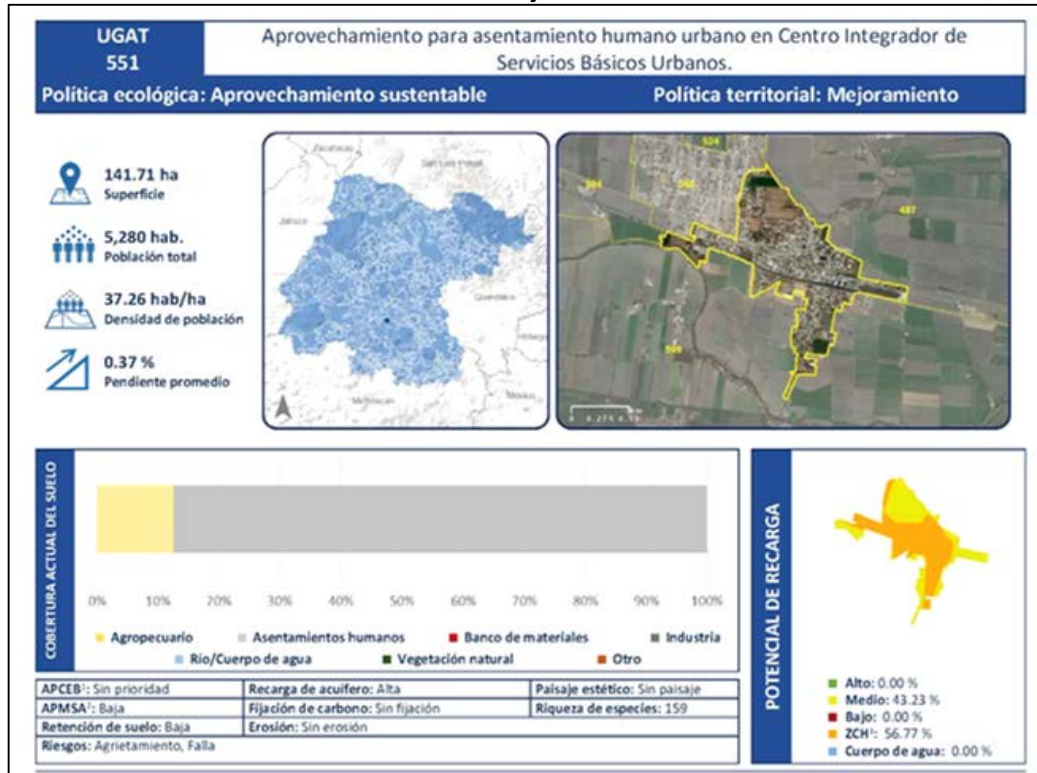 UGAT
551
Aprovechamiento para asentamiento humano urbano en Centro Integrador de
Servicios Básicos Urbanos.
Política ecológica: Aprovechamiento sustentable
Política territorial: Mejoramiento
141.71 ha
Superficie
5,280 hab.
Población total
37.26 hab/ha
Densidad de población
0.37 %
Pendiente promedio
Zacatecas
San Luis Potosí
Jalisco
Querétaro
Hidalgo
Michoacán
México
524
487
COBERTURA ACTUAL DEL SUELO
0% 10% 20% 30% 40% 50% 60% 70% 80% 90% 100%
Agropecuario Asentamientos humanos Banco de materiales Industria
Río/Cuerpo de agua Vegetación natural Otro
APCEB¹: Sin prioridad Recarga de acuífero: Alta Paisaje estético: Sin paisaje
APMSA²: Baja Fijación de carbono: Sin fijación Riqueza de especies: 159
Retención de suelo: Baja Erosión: Sin erosión
Riesgos: Agrietamiento, Falla
POTENCIAL DE RECARGA
Alto: 0.00 %
Medio: 43.23 %
Bajo: 0.00 %
ZCH³: 56.77 %
Cuerpo de agua: 0.00 %